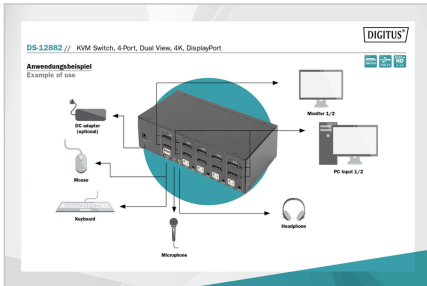 DIGITUS®
DS-12882 // KVM Switch, 4-Port, Dual View, 4K, DisplayPort
Anwendungsbeispiel
Example of use
HD
Monitor 1/2
DC adapter
(optional)
PC Input 1/2
Mouse
Keyboard
Headphone
Microphone